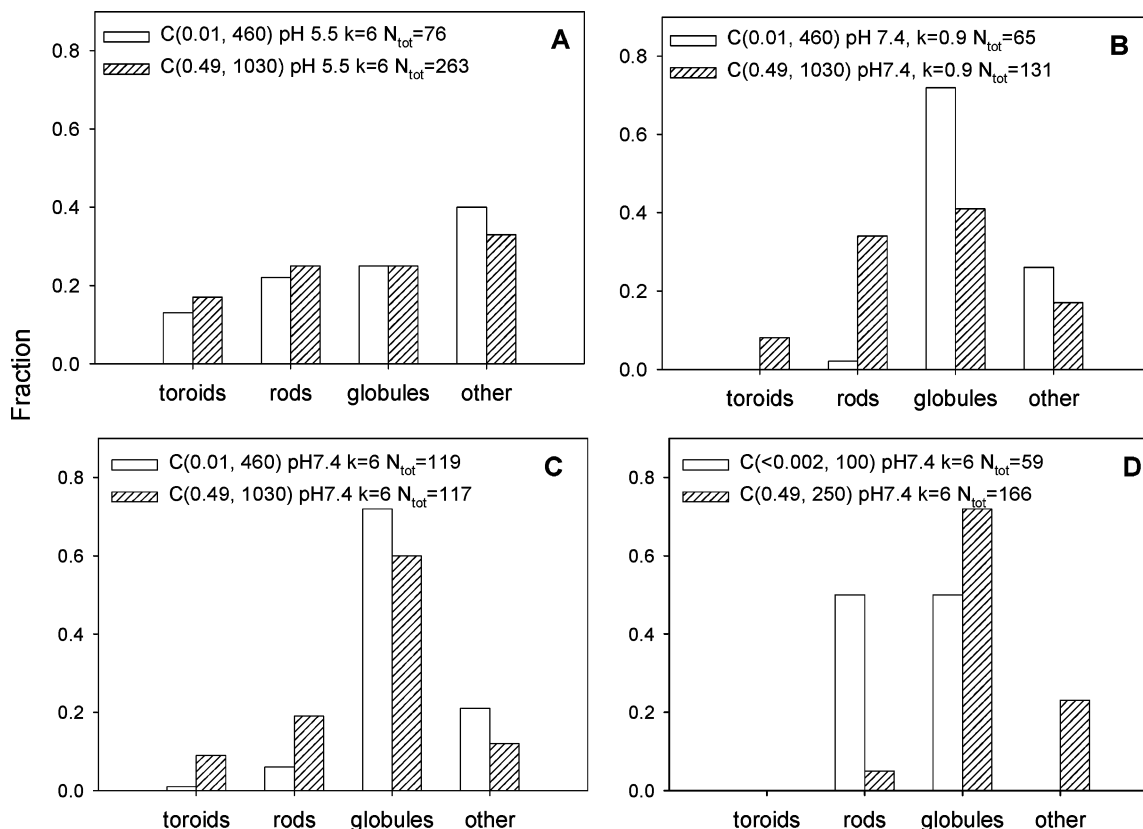 Fraction
C(0.01, 460) pH 5.5 k=6 Ntot=76
C(0.49, 1030) pH 5.5 k=6 Ntot=263
A
0.8
0.6
0.4
0.2
0.0
toroids rods globules other
C(0.01, 460) pH 7.4, k=0.9 Ntot=65
C(0.49, 1030) pH7.4, k=0.9 Ntot=131
B
0.8
0.6
0.4
0.2
0.0
toroids rods globules other
C(0.01, 460) pH7.4 k=6 Ntot=119
C(0.49, 1030) pH7.4 k=6 Ntot=117
C
0.8
0.6
0.4
0.2
0.0
toroids rods globules other
C(<0.002, 100) pH7.4 k=6 Ntot=59
C(0.49, 250) pH7.4 k=6 Ntot=166
D
0.8
0.6
0.4
0.2
0.0
toroids rods globules other